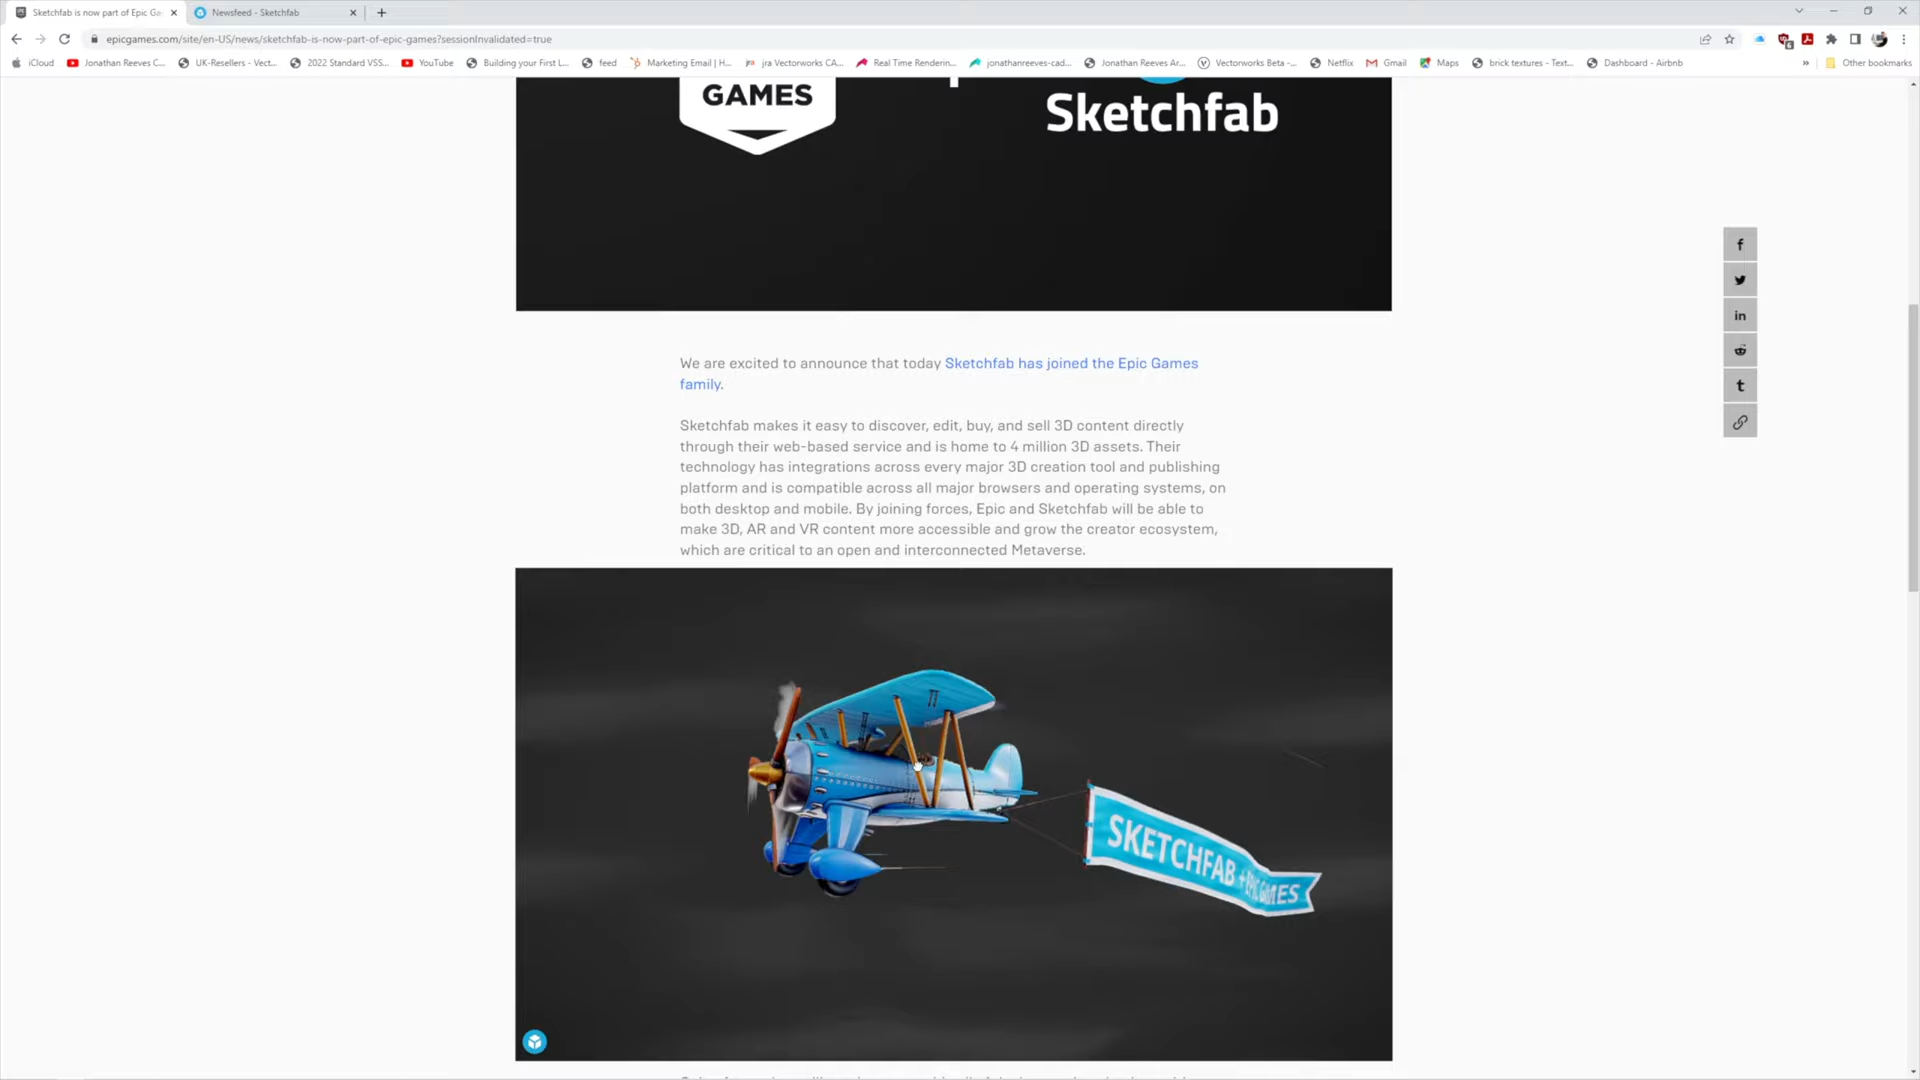 Sketchfab is now part of Epic Ga
Newsfeed - Sketchfab
epicgames.com/site/en-US/news/sketchfab-is-now-part-of-epic-games?sessionInvalidated=true
iCloud
Jonathan Reeves C...
UK-Resellers - Vect...
2022 Standard VSS...
YouTube
Building your First L...
feed
Marketing Email | H...
jra Vectorworks CA...
Real Time Renderin...
jonathanreeves-cad...
Jonathan Reeves Ar...
Vectorworks Beta -...
Netflix
Gmail
Maps
brick textures - Text...
Dashboard - Airbnb
»
Other bookmarks
GAMES
Sketchfab
We are excited to announce that today Sketchfab has joined the Epic Games
family.
Sketchfab makes it easy to discover, edit, buy, and sell 3D content directly
through their web-based service and is home to 4 million 3D assets. Their
technology has integrations across every major 3D creation tool and publishing
platform and is compatible across all major browsers and operating systems, on
both desktop and mobile. By joining forces, Epic and Sketchfab will be able to
make 3D, AR and VR content more accessible and grow the creator ecosystem,
which are critical to an open and interconnected Metaverse.
SKETCHFAB + EPIC GAMES